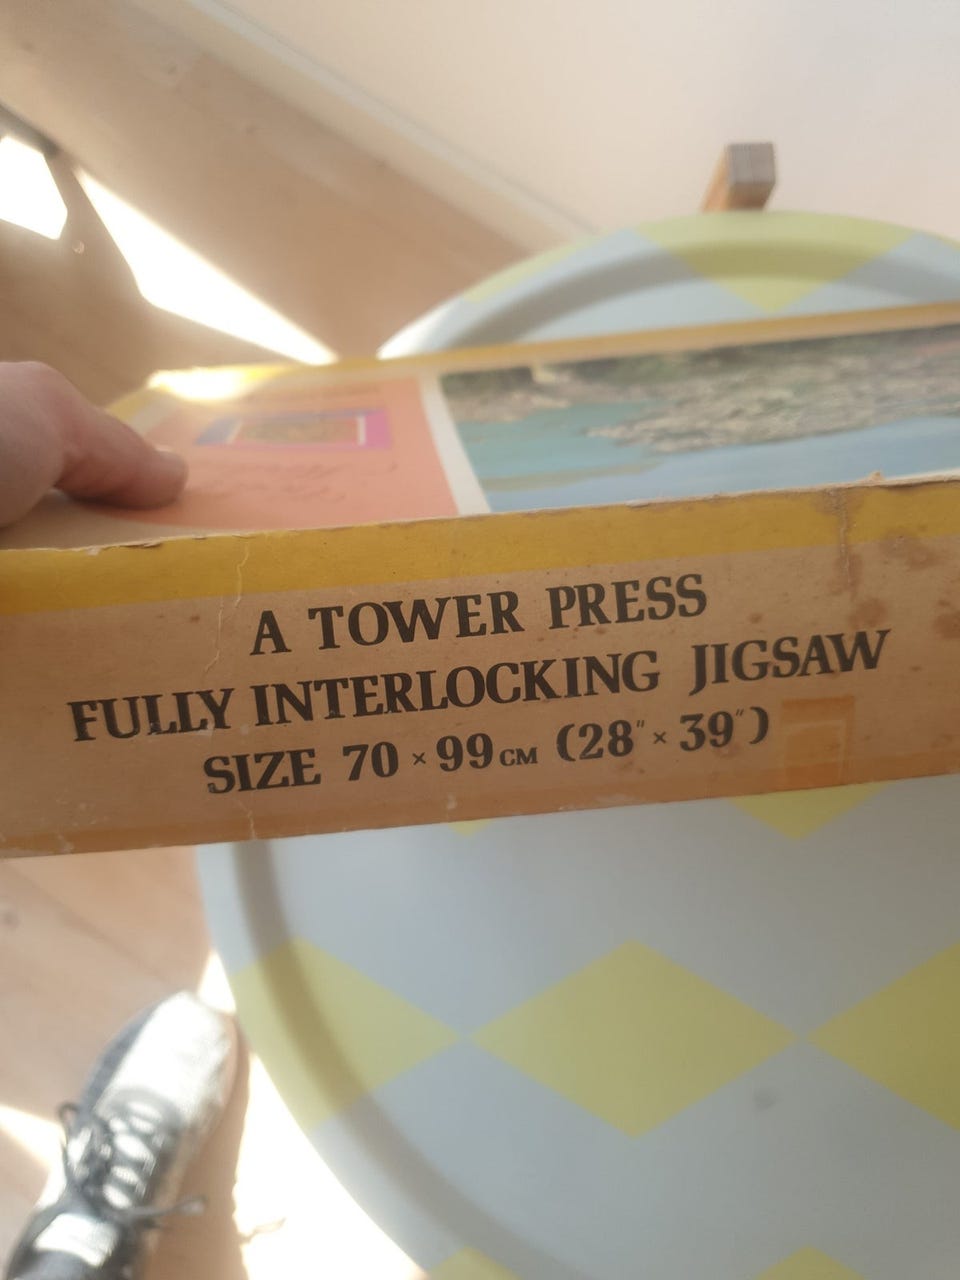 A TOWER PRESS
FULLY INTERLOCKING JIGSAW
SIZE 70 × 99 CM (28" × 39")